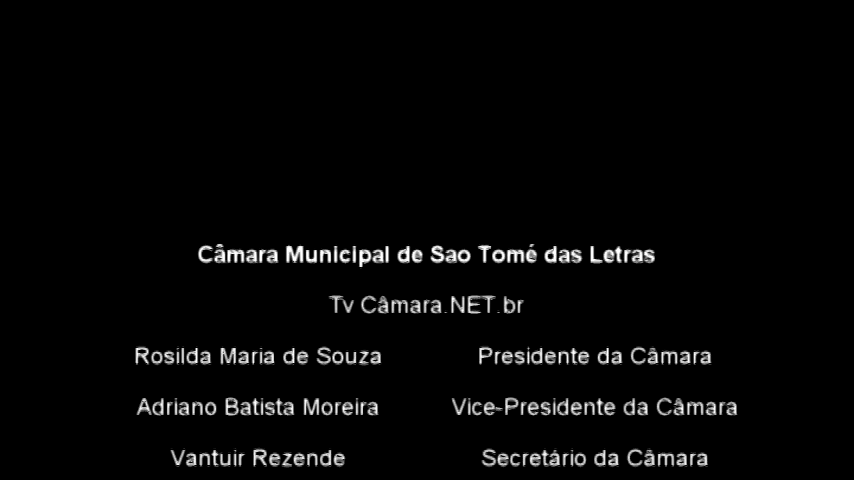 Câmara Municipal de Sao Tomé das Letras
Tv Câmara.NET.br
Rosilda Maria de Souza Presidente da Câmara
Adriano Batista Moreira Vice-Presidente da Câmara
Vantuir Rezende Secretário da Câmara